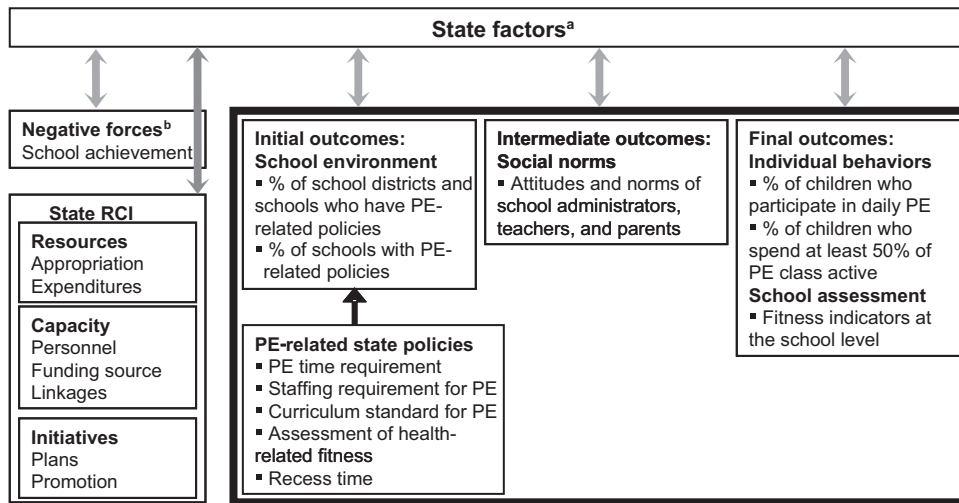 State factorsᵃ
Negative forcesᵇ
School achievement
State RCI
Resources
Appropriation
Expenditures
Capacity
Personnel
Funding source
Linkages
Initiatives
Plans
Promotion
Initial outcomes:
School environment
▪ % of school districts and
schools who have PE-
related policies
▪ % of schools with PE-
related policies
PE-related state policies
▪ PE time requirement
▪ Staffing requirement for PE
▪ Curriculum standard for PE
▪ Assessment of health-
related fitness
▪ Recess time
Intermediate outcomes:
Social norms
▪ Attitudes and norms of
school administrators,
teachers, and parents
Final outcomes:
Individual behaviors
▪ % of children who
participate in daily PE
▪ % of children who
spend at least 50% of
PE class active
School assessment
▪ Fitness indicators at
the school level